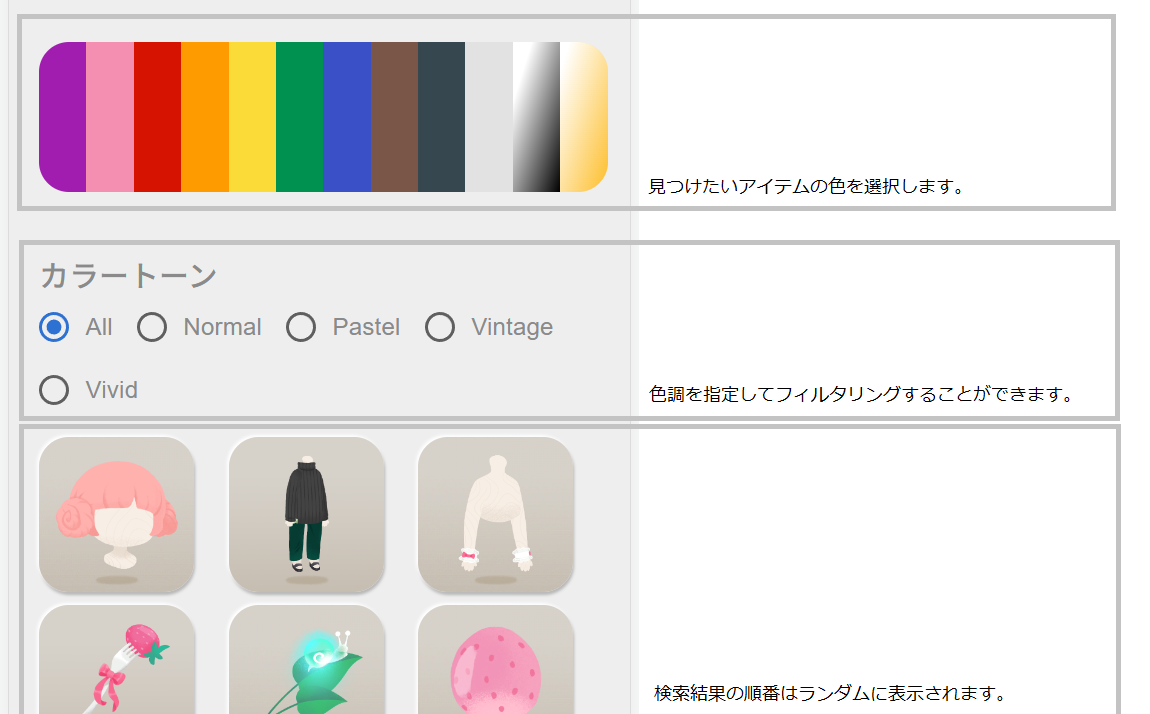 見つけたいアイテムの色を選択します。
カラートーン
All Normal Pastel Vintage
Vivid
色調を指定してフィルタリングすることができます。
検索結果の順番はランダムに表示されます。